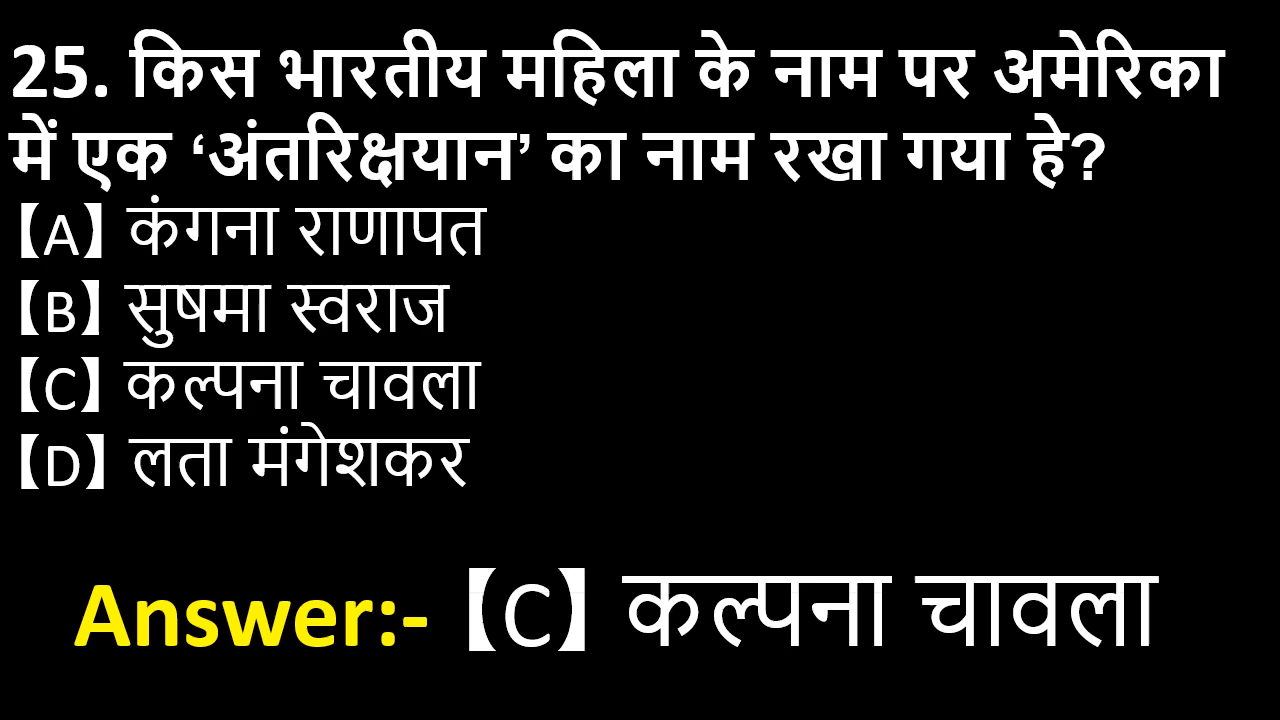 25. किस भारतीय महिला के नाम पर अमेरिका
में एक ‘अंतरिक्षयान’ का नाम रखा गया हे?
【A】 कंगना राणापत
【B】 सुषमा स्वराज
【C】 कल्पना चावला
【D】 लता मंगेशकर
Answer:- 【C】 कल्पना चावला